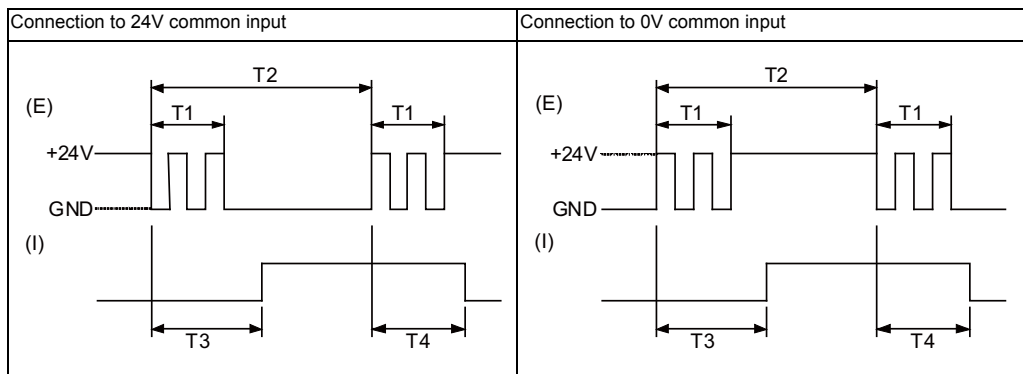 Connection to 24V common input
Connection to 0V common input
T2
(E)
T1
T1
+24V
GND
(I)
T3
T4
T2
(E)
T1
T1
+24V
GND
(I)
T3
T4